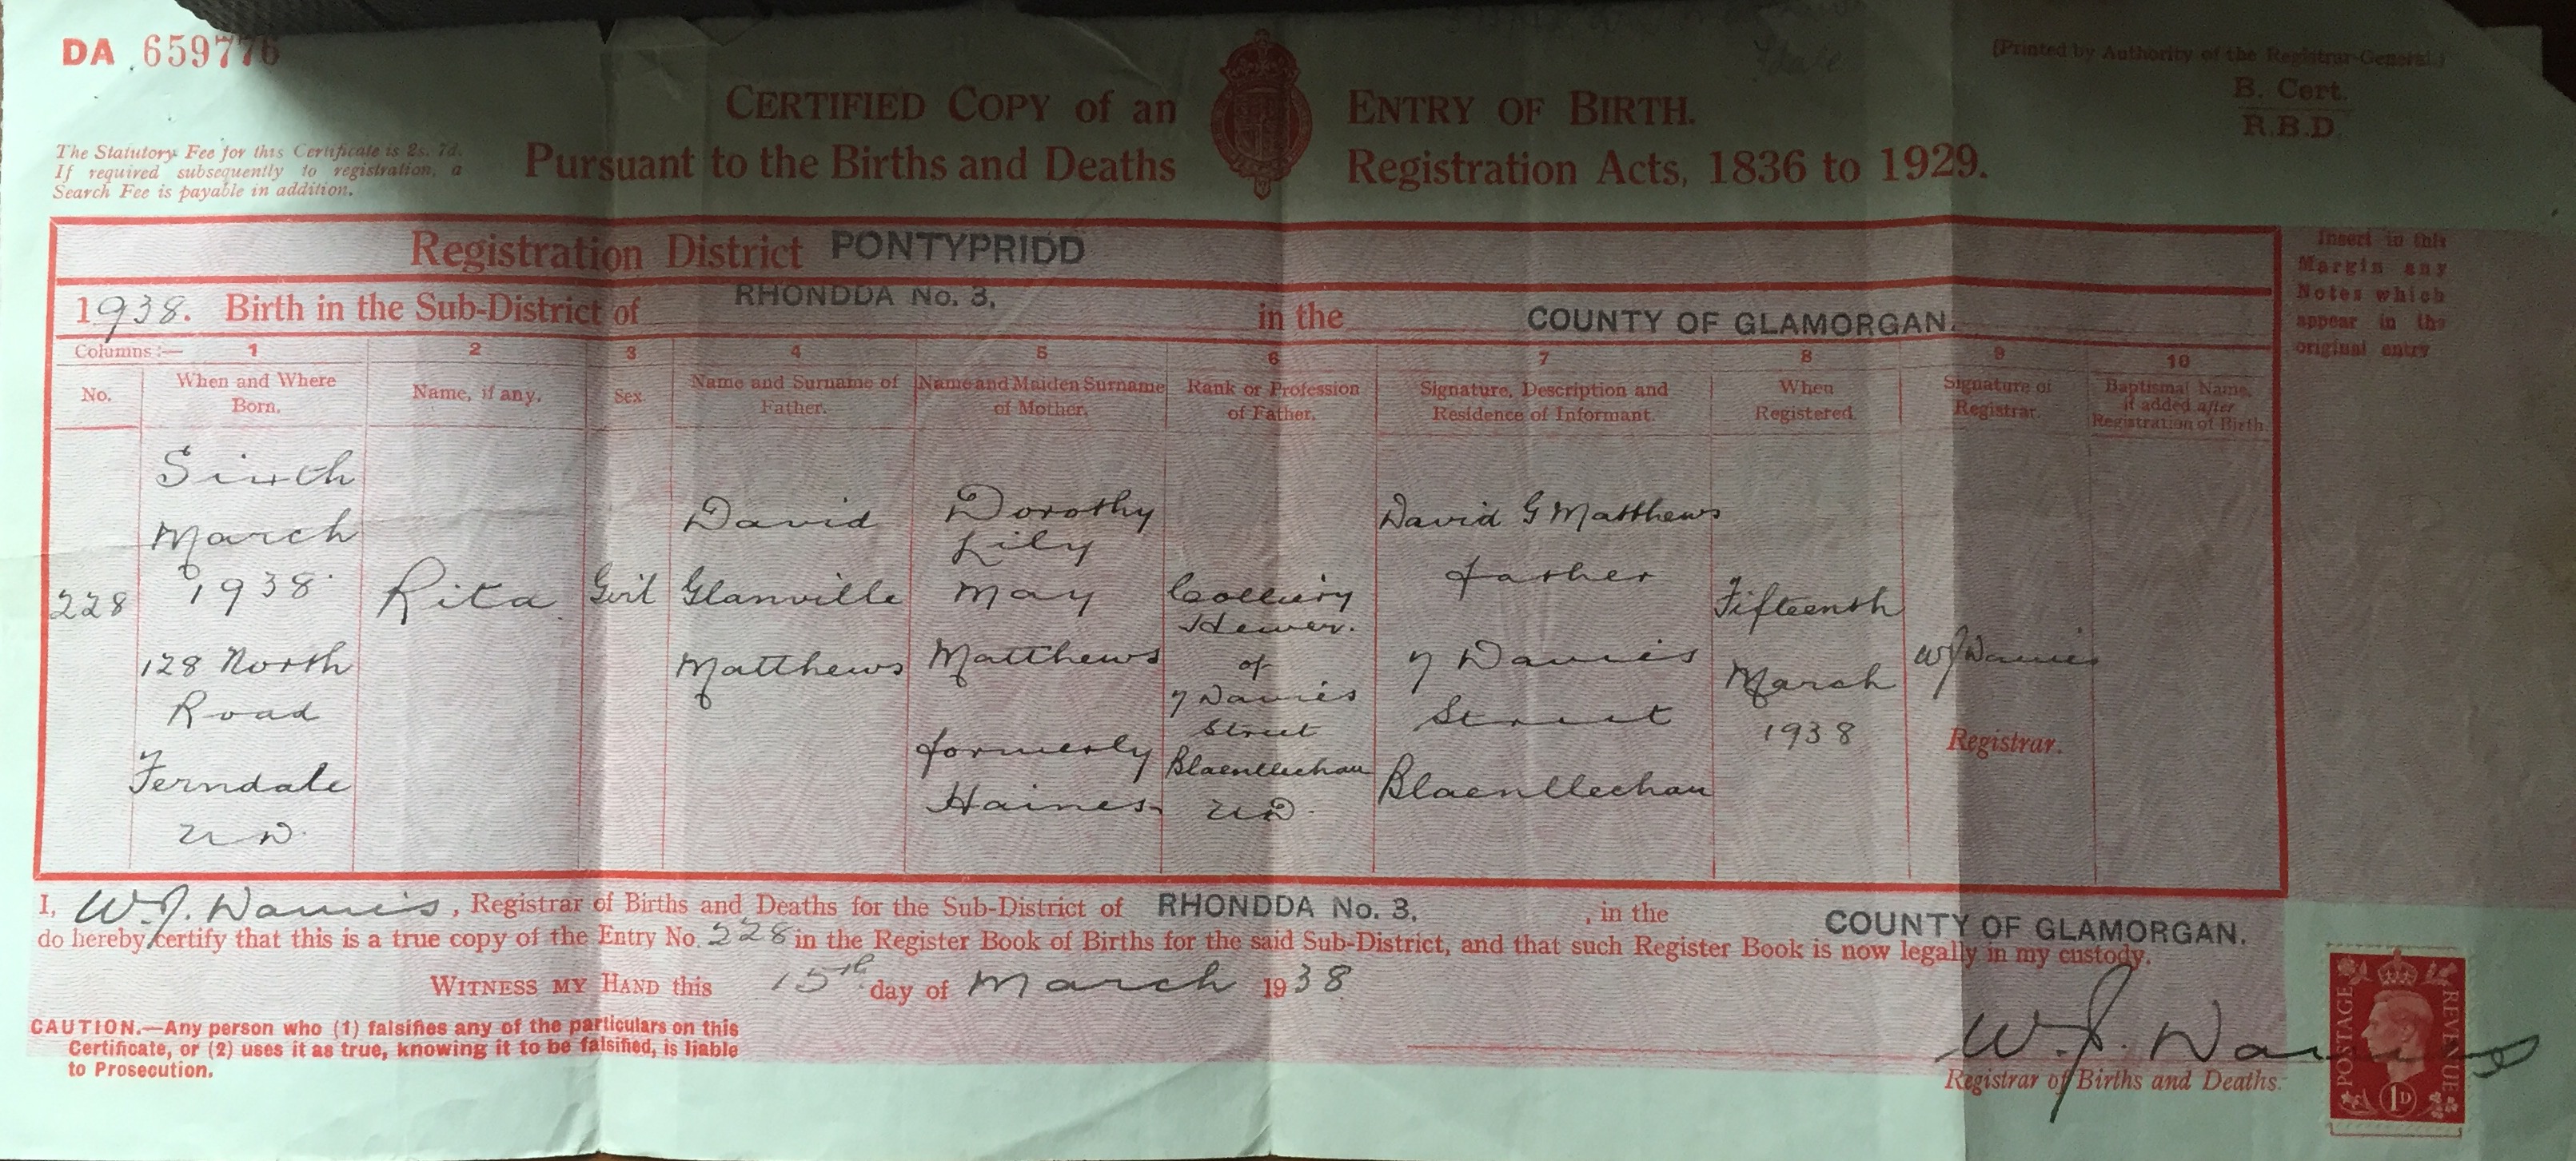 DA 659776
[Printed by Authority of the Registrar-General.]
B. Cert.
R.B.D.
CERTIFIED COPY of an ENTRY OF BIRTH.
Pursuant to the Births and Deaths Registration Acts, 1836 to 1929.
The Statutory Fee for this Certificate is 2s. 7d.
If required subsequently to registration, a
Search Fee is payable in addition.
Registration District PONTYPRIDD
1938. Birth in the Sub-District of RHONDDA No. 3. in the COUNTY OF GLAMORGAN.
Insert in this
Margin any
Notes which
appear in the
original entry
Columns:— 1 2 3 4 5 6 7 8 9 10
No.
When and Where
Born.
Name, if any.
Sex
Name and Surname of
Father.
Name and Maiden Surname
of Mother.
Rank or Profession
of Father.
Signature, Description and
Residence of Informant.
When
Registered.
Signature of
Registrar.
Baptismal Name,
if added after
Registration of Birth.
228
Sixth
March
1938
128 North
Road
Ferndale
U D
Rita
Girl
David
Glanville
Matthews
Dorothy
Lily
May
Matthews
formerly
Haines
Colliery
Hewer.
of
7 Davies
Street
Blaenllechau
U D
David G Matthews
father
7 Davies
Street
Blaenllechau
Fifteenth
March
1938
W J Davies
Registrar.
I, W. J. Davies, Registrar of Births and Deaths for the Sub-District of RHONDDA No. 3. , in the COUNTY OF GLAMORGAN.
do hereby certify that this is a true copy of the Entry No. 228 in the Register Book of Births for the said Sub-District, and that such Register Book is now legally in my custody.
WITNESS MY HAND this 15th day of March 1938
CAUTION.—Any person who (1) falsifies any of the particulars on this
Certificate, or (2) uses it as true, knowing it to be falsified, is liable
to Prosecution.
W. J. Davies
Registrar of Births and Deaths.
POSTAGE
REVENUE
1D